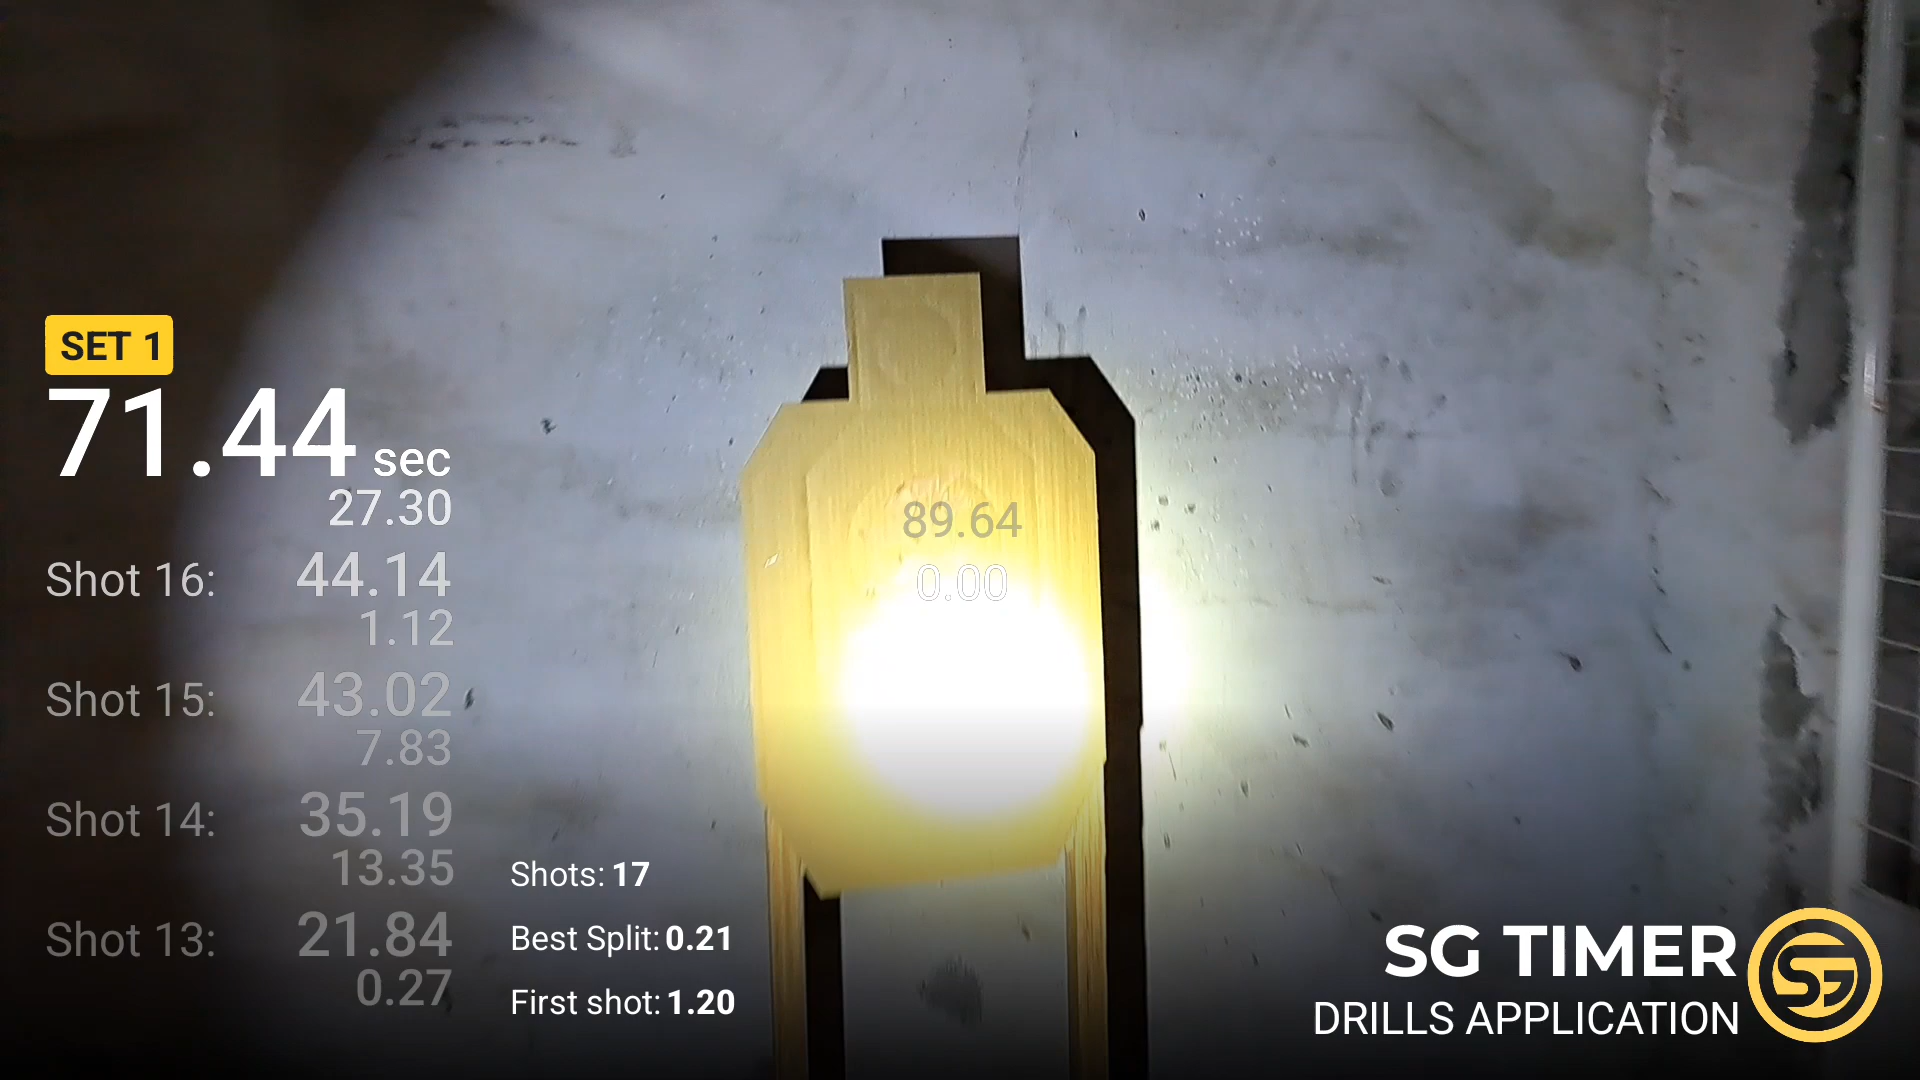 SET 1
71.44 sec
27.30
Shot 16: 44.14
1.12
Shot 15: 43.02
7.83
Shot 14: 35.19
13.35
Shot 13: 21.84
0.27
89.64
0.00
Shots: 17
Best Split: 0.21
First shot: 1.20
SG TIMER
DRILLS APPLICATION
SG